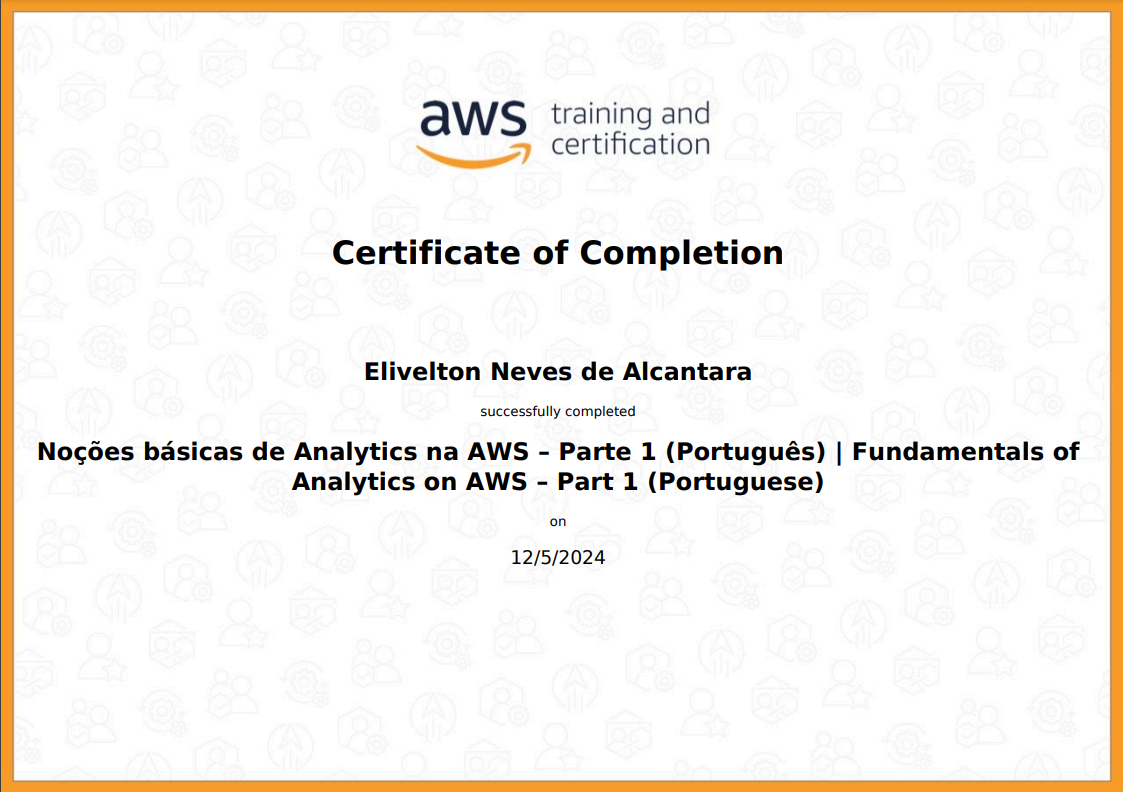 aws training and
certification
Certificate of Completion
Elivelton Neves de Alcantara
successfully completed
Noções básicas de Analytics na AWS – Parte 1 (Português) | Fundamentals of
Analytics on AWS – Part 1 (Portuguese)
on
12/5/2024